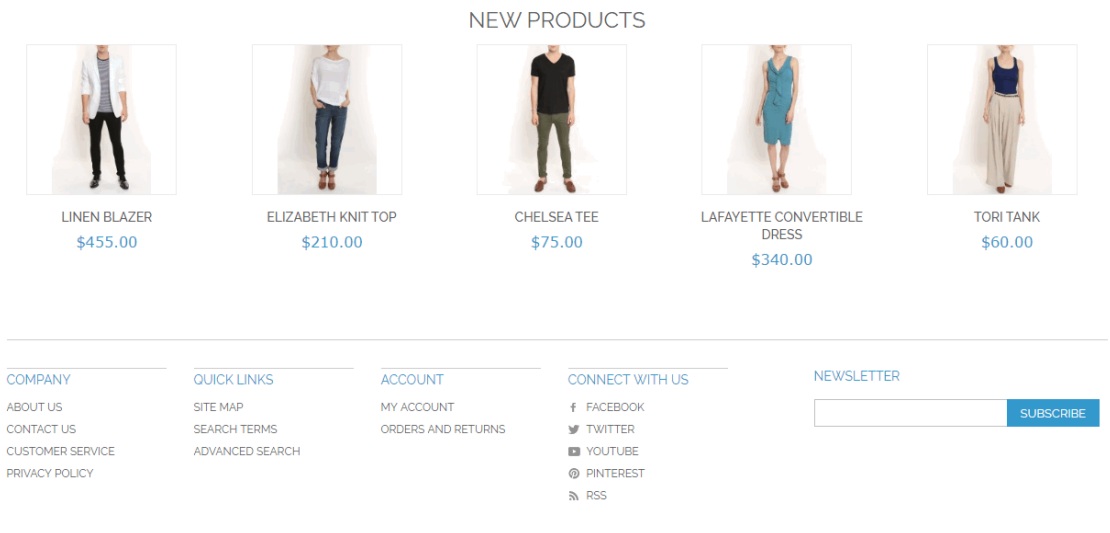 NEW PRODUCTS
LINEN BLAZER
$455.00
ELIZABETH KNIT TOP
$210.00
CHELSEA TEE
$75.00
LAFAYETTE CONVERTIBLE
DRESS
$340.00
TORI TANK
$60.00
COMPANY
ABOUT US
CONTACT US
CUSTOMER SERVICE
PRIVACY POLICY
QUICK LINKS
SITE MAP
SEARCH TERMS
ADVANCED SEARCH
ACCOUNT
MY ACCOUNT
ORDERS AND RETURNS
CONNECT WITH US
FACEBOOK
TWITTER
YOUTUBE
PINTEREST
RSS
NEWSLETTER
SUBSCRIBE